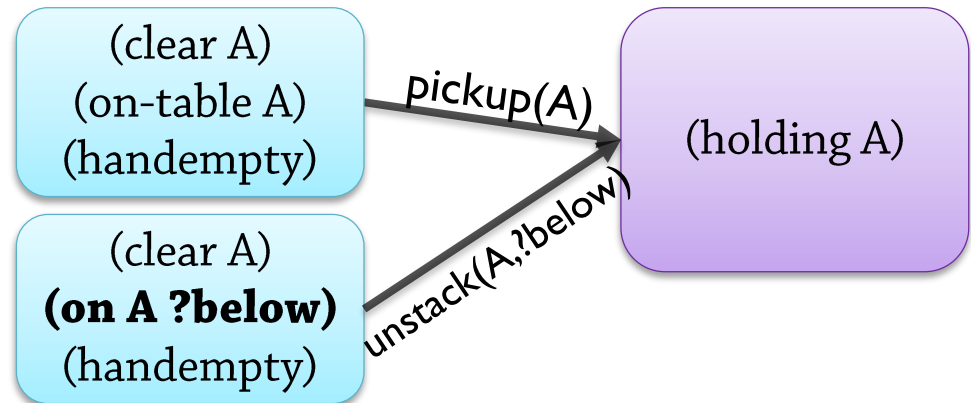 (clear A)
(on-table A)
(handempty)
pickup(A)
(holding A)
(clear A)
(on A ?below)
(handempty)
unstack(A,?below)